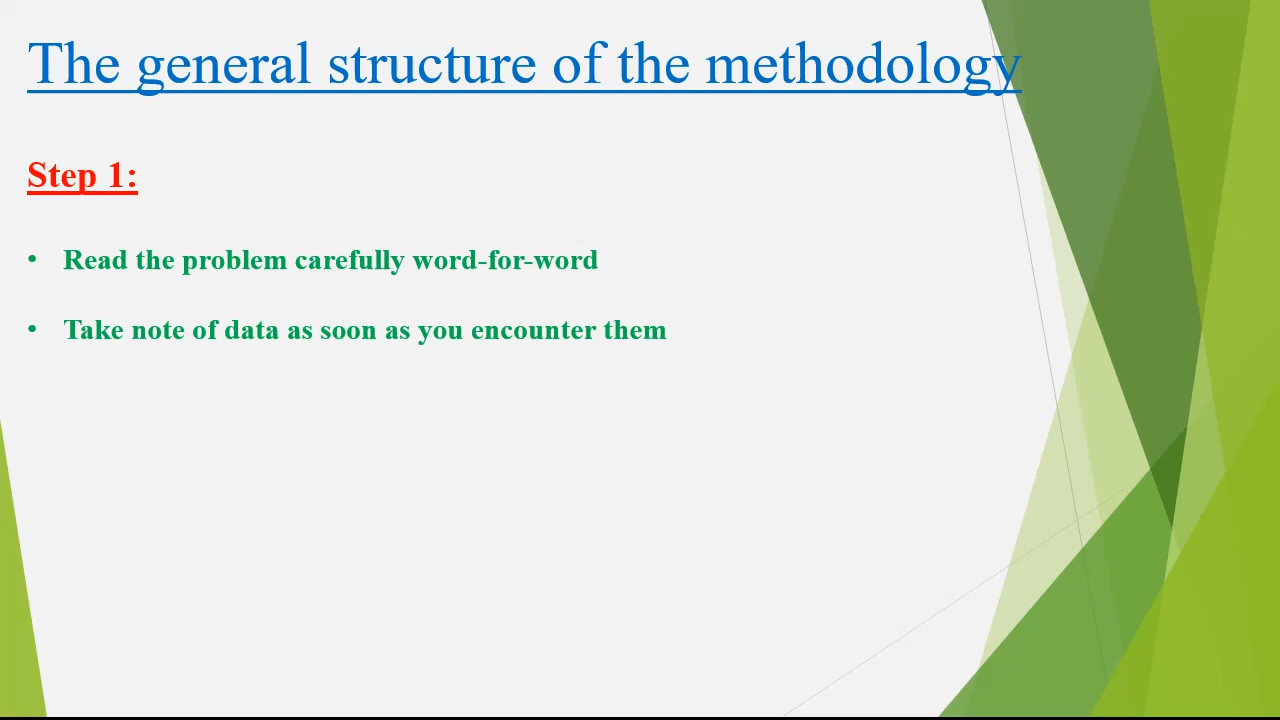 The general structure of the methodology
Step 1:
• Read the problem carefully word-for-word
• Take note of data as soon as you encounter them